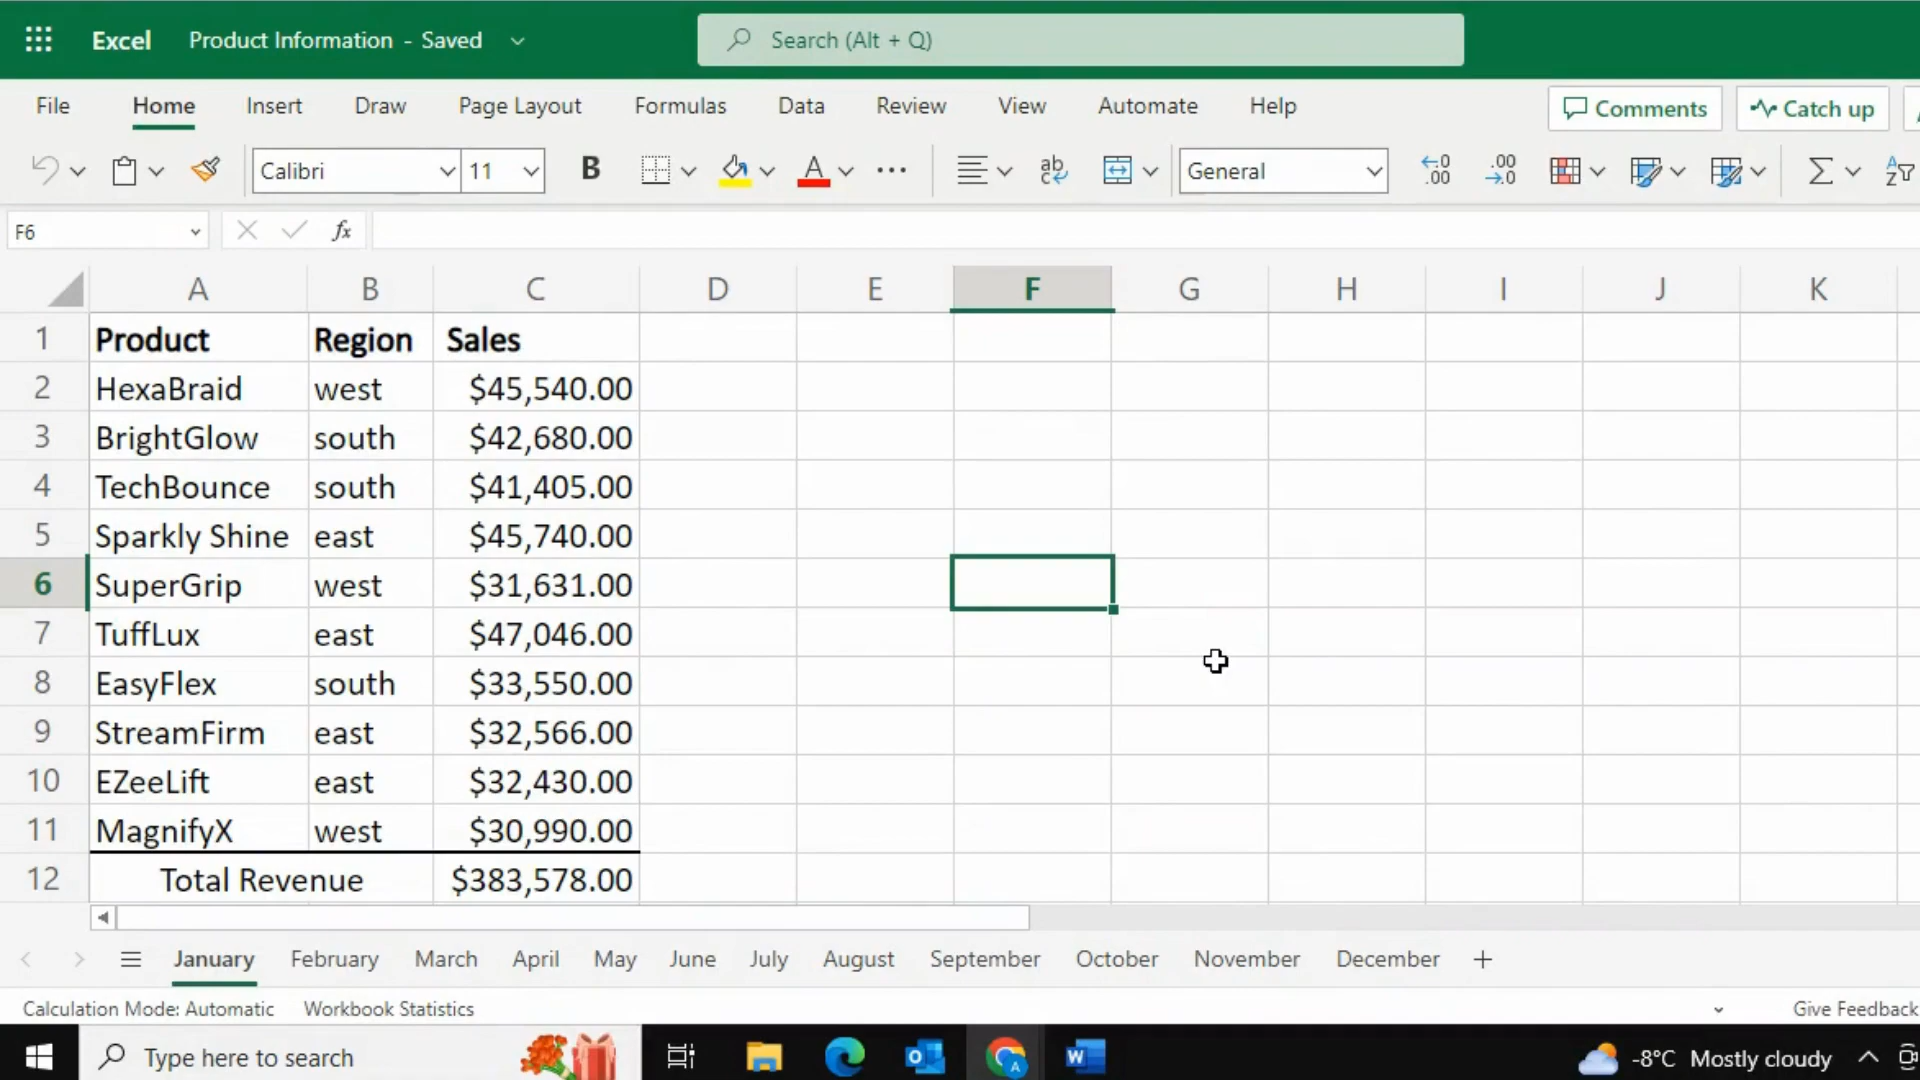 Excel Product Information - Saved Search (Alt + Q)
File Home Insert Draw Page Layout Formulas Data Review View Automate Help Comments Catch up
Calibri 11 B A ... ab c General .00 .00 Σ A Z
F6 fx
A B C D E F G H I J K
1 Product Region Sales
2 HexaBraid west $45,540.00
3 BrightGlow south $42,680.00
4 TechBounce south $41,405.00
5 Sparkly Shine east $45,740.00
6 SuperGrip west $31,631.00
7 TuffLux east $47,046.00
8 EasyFlex south $33,550.00
9 StreamFirm east $32,566.00
10 EZeeLift east $32,430.00
11 MagnifyX west $30,990.00
12 Total Revenue $383,578.00
January February March April May June July August September October November December +
Calculation Mode: Automatic Workbook Statistics Give Feedback
Type here to search -8°C Mostly cloudy